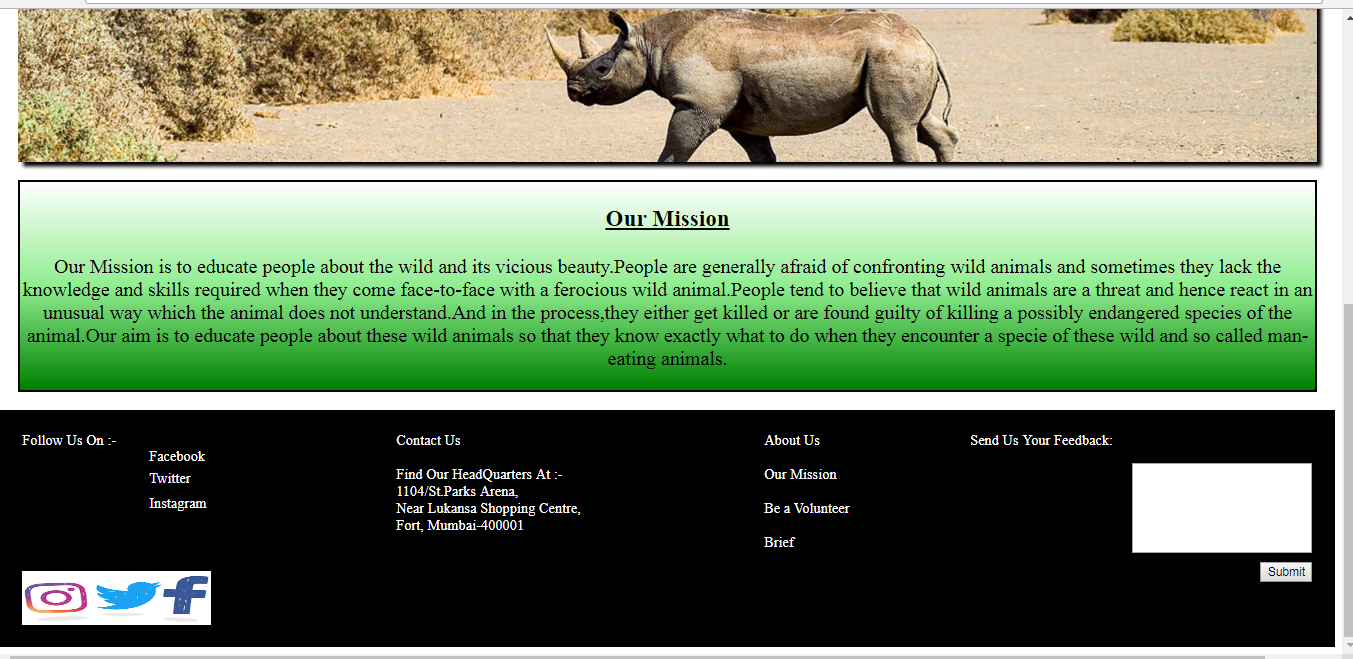 Our Mission
Our Mission is to educate people about the wild and its vicious beauty.People are generally afraid of confronting wild animals and sometimes they lack the
knowledge and skills required when they come face-to-face with a ferocious wild animal.People tend to believe that wild animals are a threat and hence react in an
unusual way which the animal does not understand.And in the process,they either get killed or are found guilty of killing a possibly endangered species of the
animal.Our aim is to educate people about these wild animals so that they know exactly what to do when they encounter a specie of these wild and so called man-
eating animals.
Follow Us On :-
Facebook
Twitter
Instagram
Contact Us
Find Our HeadQuarters At :-
1104/St.Parks Arena,
Near Lukansa Shopping Centre,
Fort, Mumbai-400001
About Us
Our Mission
Be a Volunteer
Brief
Send Us Your Feedback:
Submit